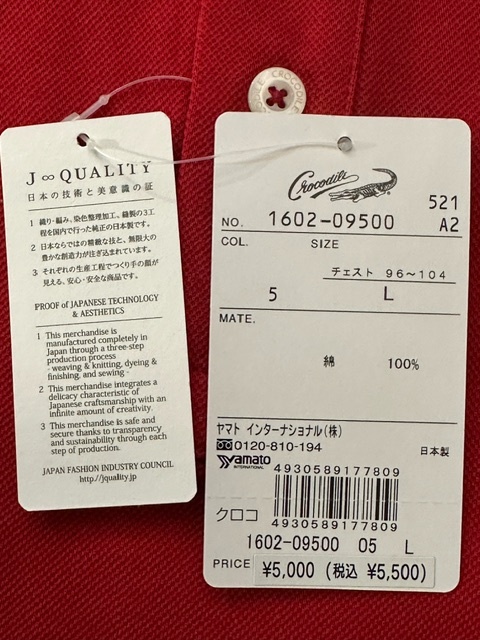 J∞QUALITY
日本の技術と美意識の証
1 織り・編み、染色整理加工、縫製の3工
程を国内で行った純正の日本製です。
2 日本ならではの精緻な技と、無限大の
豊かな創造力が注ぎ込まれています。
3 それぞれの生産工程でつくり手の顔が
見える、安心・安全な商品です。
PROOF of JAPANESE TECHNOLOGY
& AESTHETICS
1 This merchandise is
manufactured completely in
Japan through a three-step
production process
- weaving & knitting, dyeing &
finishing, and sewing -
2 This merchandise integrates a
delicacy characteristic of
Japanese craftsmanship with an
infinite amount of creativity.
3 This merchandise is safe and
secure thanks to transparency
and sustainability through each
step of production.
JAPAN FASHION INDUSTRY COUNCIL
http://jquality.jp
CROCODILE
Crocodile
521
NO. 1602-09500 A2
COL. SIZE
チェスト 96～104
5 L
MATE.
綿 100%
ヤマト インターナショナル(株)
0120-810-194
yamato 日本製
INTERNATIONAL
4930589177809
クロコ
4930589177809
1602-09500 05 L
PRICE ¥5,000 (税込 ¥5,500)